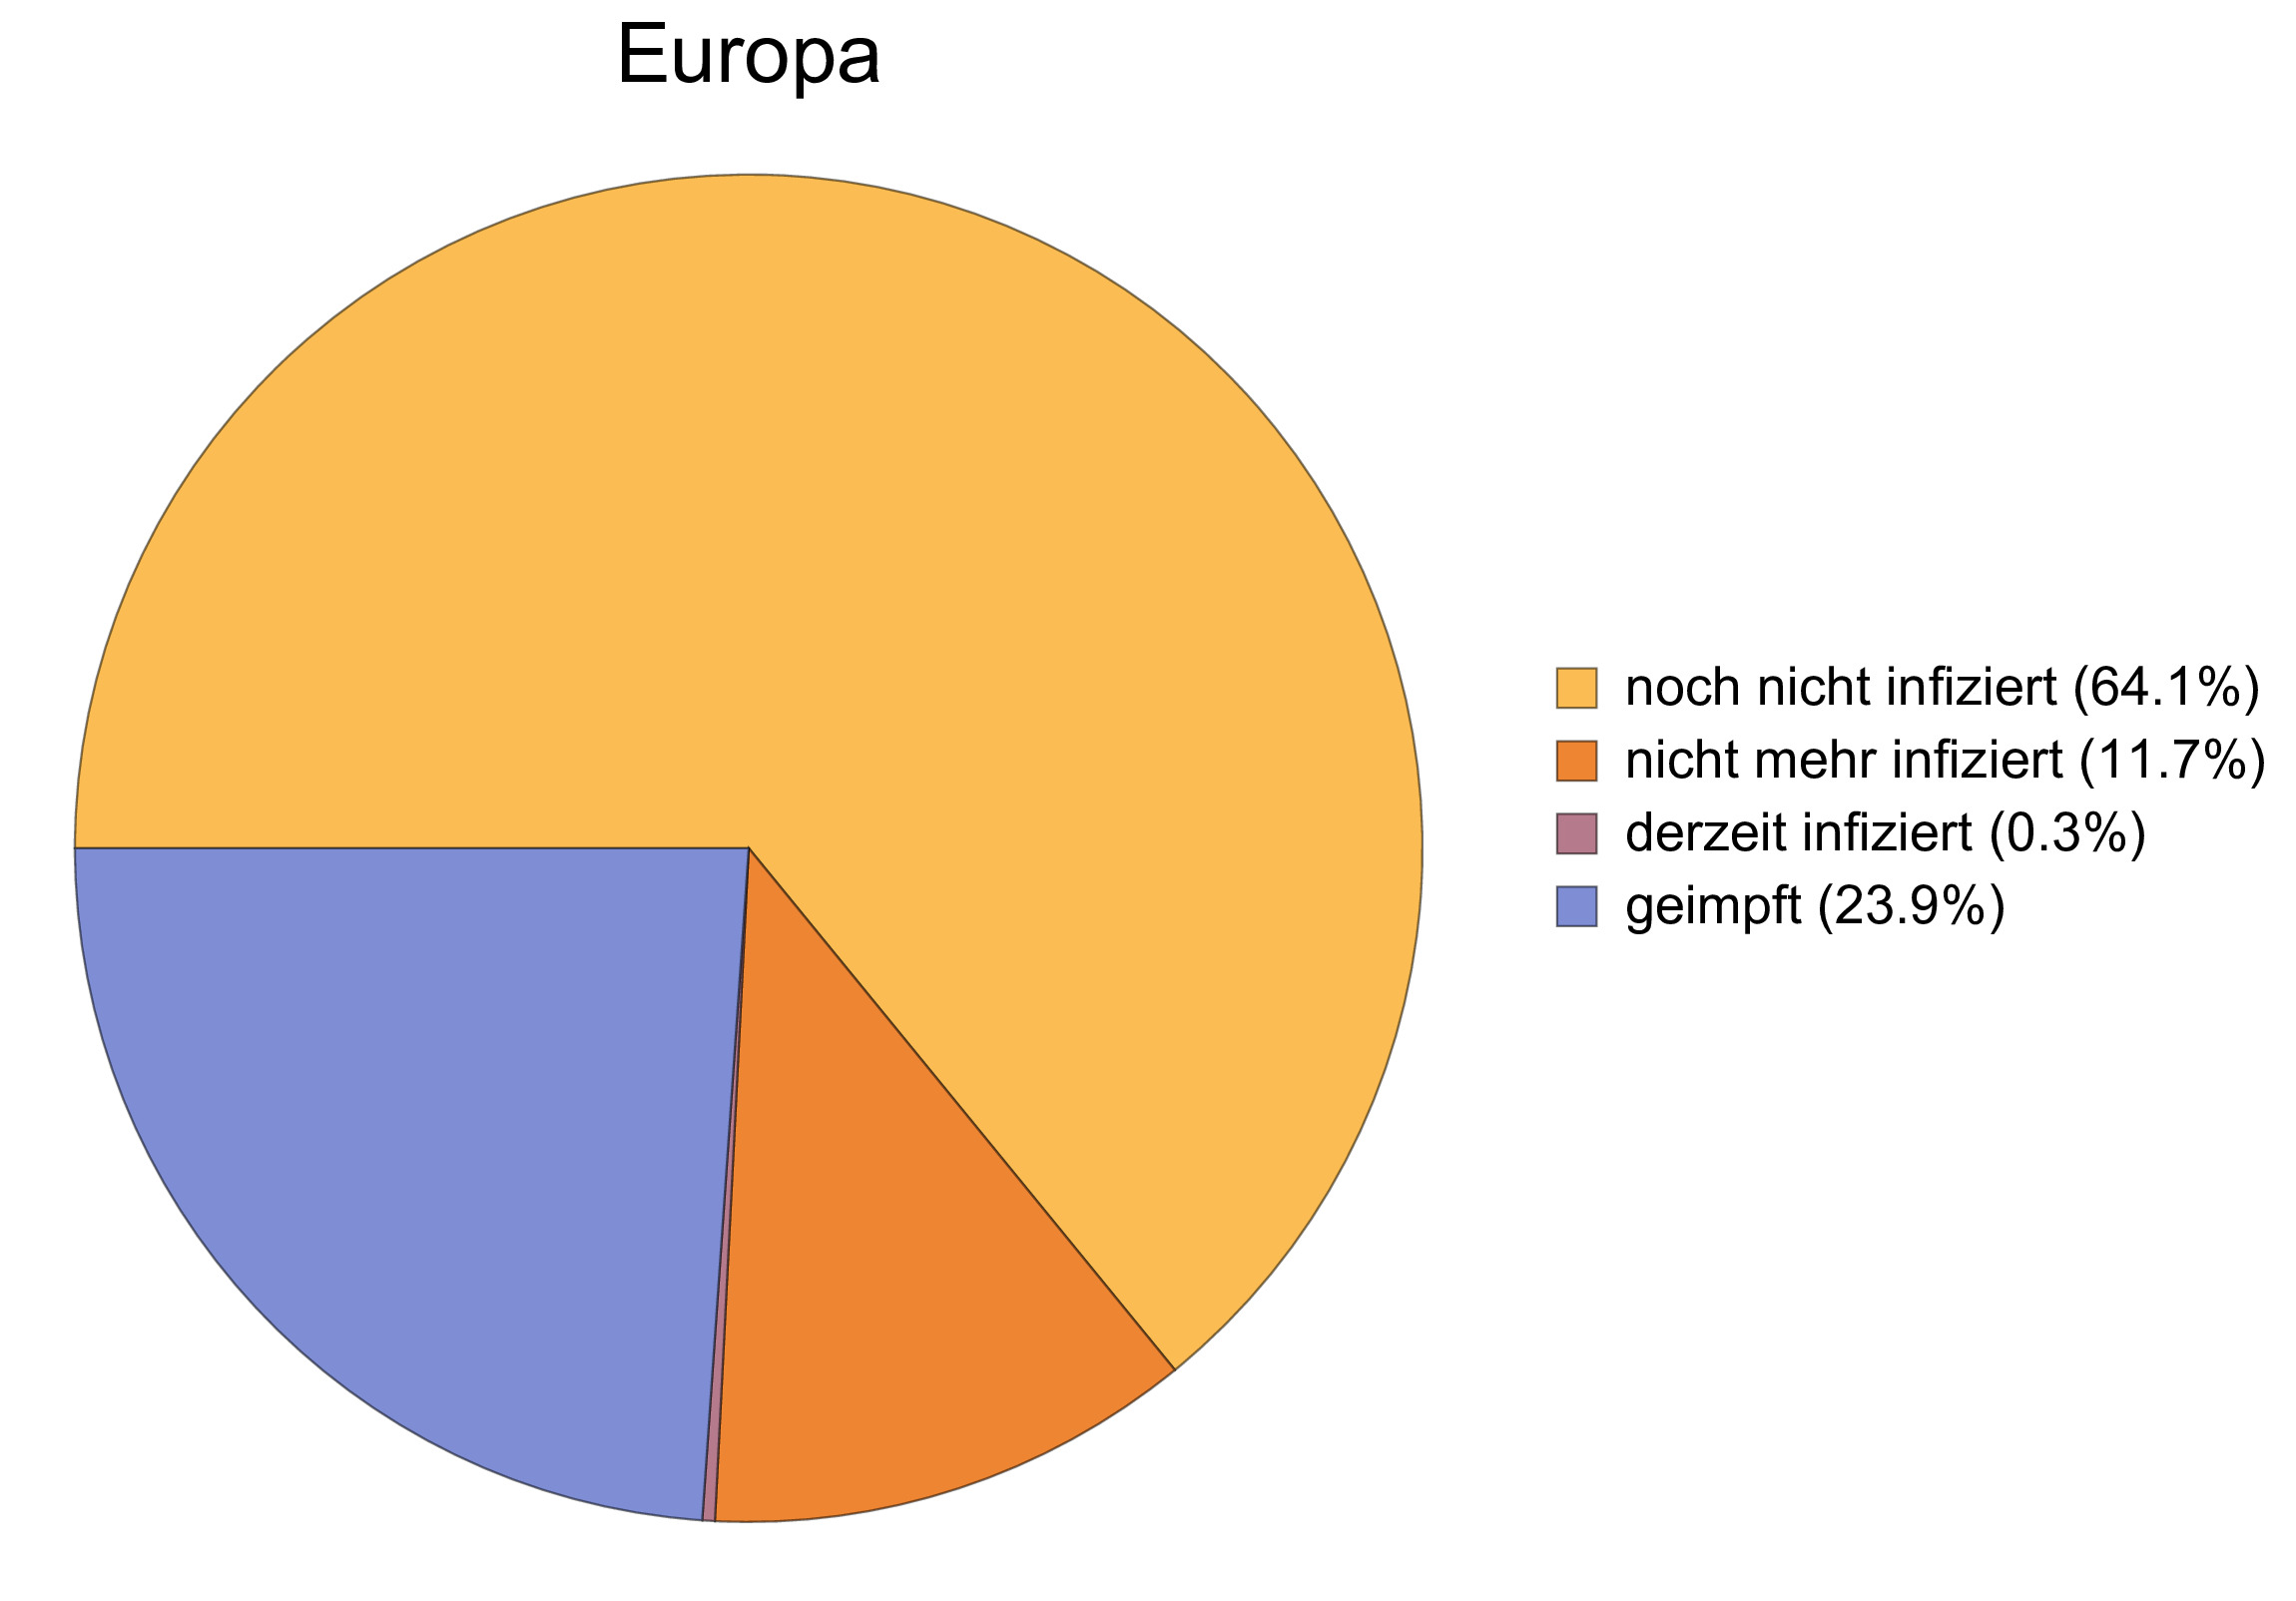 Europa
noch nicht infiziert (64.1%)
nicht mehr infiziert (11.7%)
derzeit infiziert (0.3%)
geimpft (23.9%)